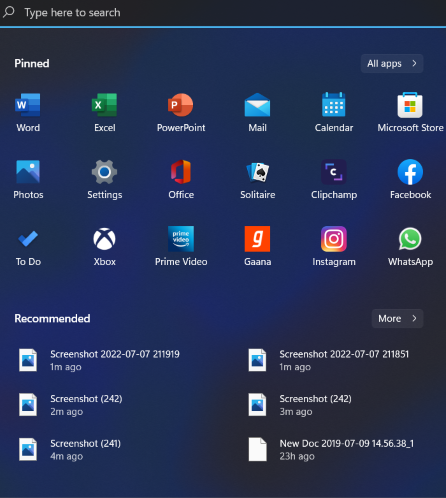 Type here to search
Pinned
All apps >
Word Excel PowerPoint Mail Calendar Microsoft Store
Photos Settings Office Solitaire Clipchamp Facebook
prime video
To Do Xbox Prime Video Gaana Instagram WhatsApp
Recommended
More >
Screenshot 2022-07-07 211919
1m ago
Screenshot 2022-07-07 211851
1m ago
Screenshot (242)
2m ago
Screenshot (242)
3m ago
Screenshot (241)
4m ago
New Doc 2019-07-09 14.56.38_1
23h ago